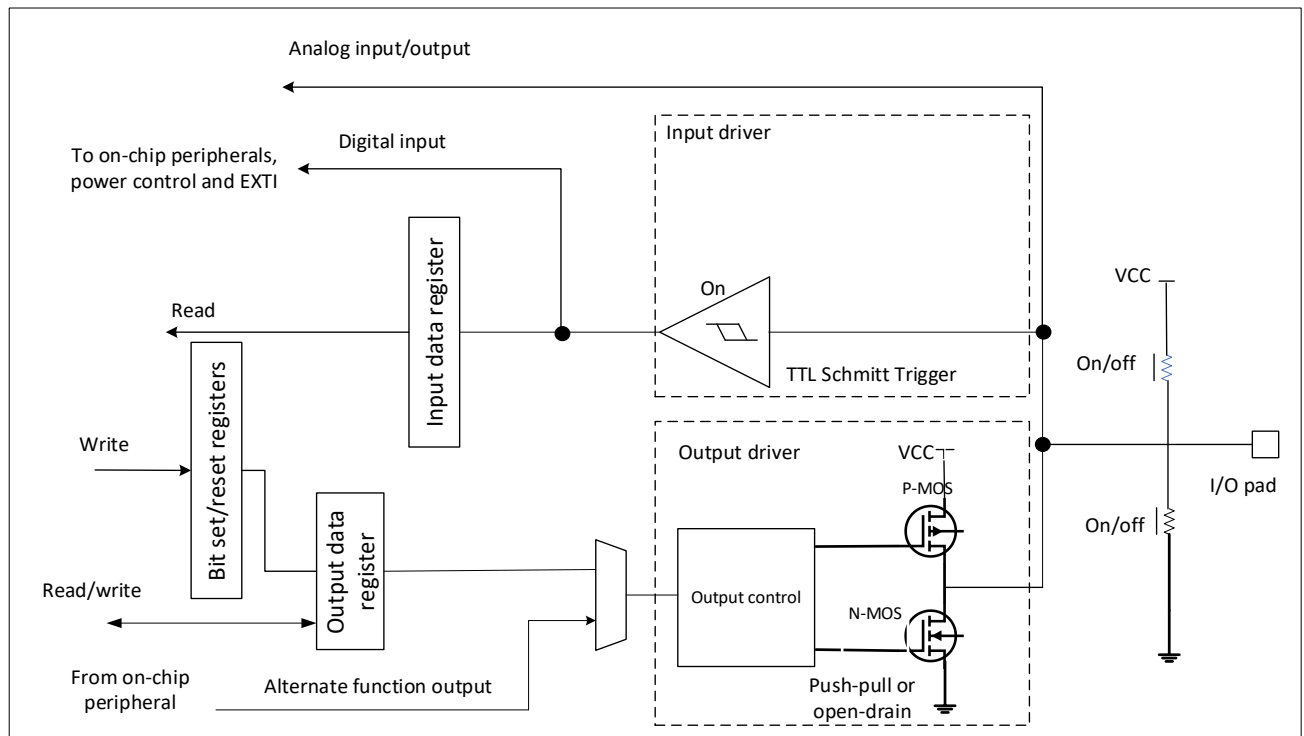 Analog input/output
Input driver
Digital input
To on-chip peripherals,
power control and EXTI
On
TTL Schmitt Trigger
Input data register
Read
VCC
On/off
Bit set/reset registers
Write
Output driver
VCC
P-MOS
I/O pad
On/off
Output data
register
Read/write
Output control
N-MOS
From on-chip
peripheral
Alternate function output
Push-pull or
open-drain